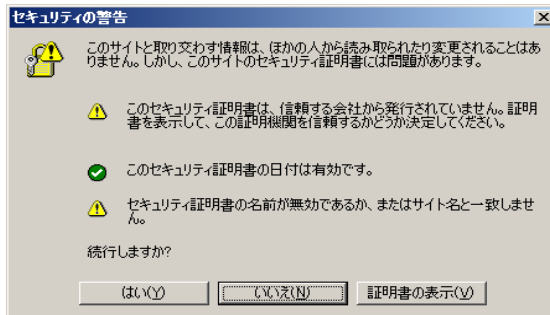 セキュリティの警告
このサイトと取り交わす情報は、ほかの人から読み取られたり変更されることはあ
りません。しかし、このサイトのセキュリティ証明書には問題があります。
このセキュリティ証明書は、信頼する会社から発行されていません。証明
書を表示して、この証明機関を信頼するかどうか決定してください。
このセキュリティ証明書の日付は有効です。
セキュリティ証明書の名前が無効であるか、またはサイト名と一致しませ
ん。
続行しますか?
はい(Y) いいえ(N) 証明書の表示(V)